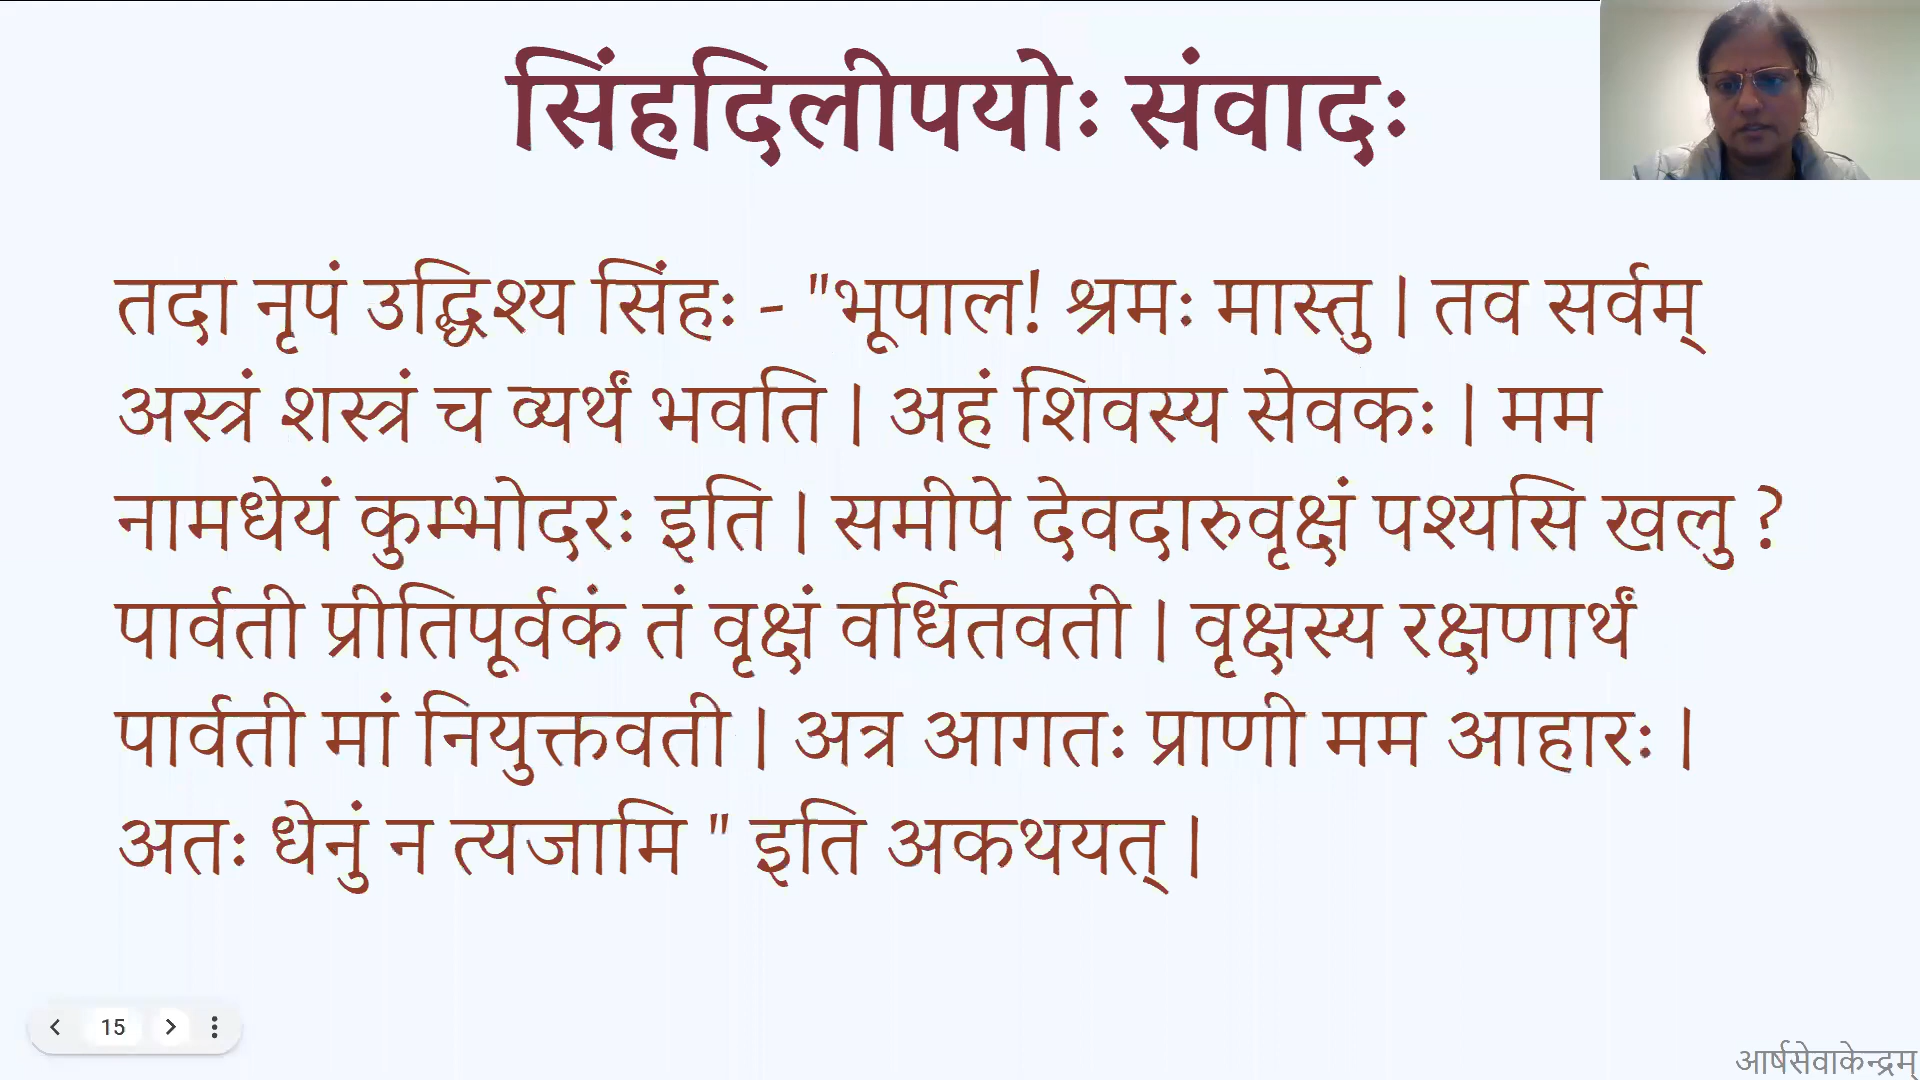 सिंहदिलीपयोः संवादः
तदा नृपं उद्धिश्य सिंहः - "भूपाल! श्रमः मास्तु | तव सर्वम्
अस्त्रं शस्त्रं च व्यर्थं भवति | अहं शिवस्य सेवकः | मम
नामधेयं कुम्भोदरः इति | समीपे देवदारुवृक्षं पश्यसि खलु ?
पार्वती प्रीतिपूर्वकं तं वृक्षं वर्धितवती | वृक्षस्य रक्षणार्थं
पार्वती मां नियुक्तवती | अत्र आगतः प्राणी मम आहारः |
अतः धेनुं न त्यजामि " इति अकथयत् |
15
आर्षसेवाकेन्द्रम्